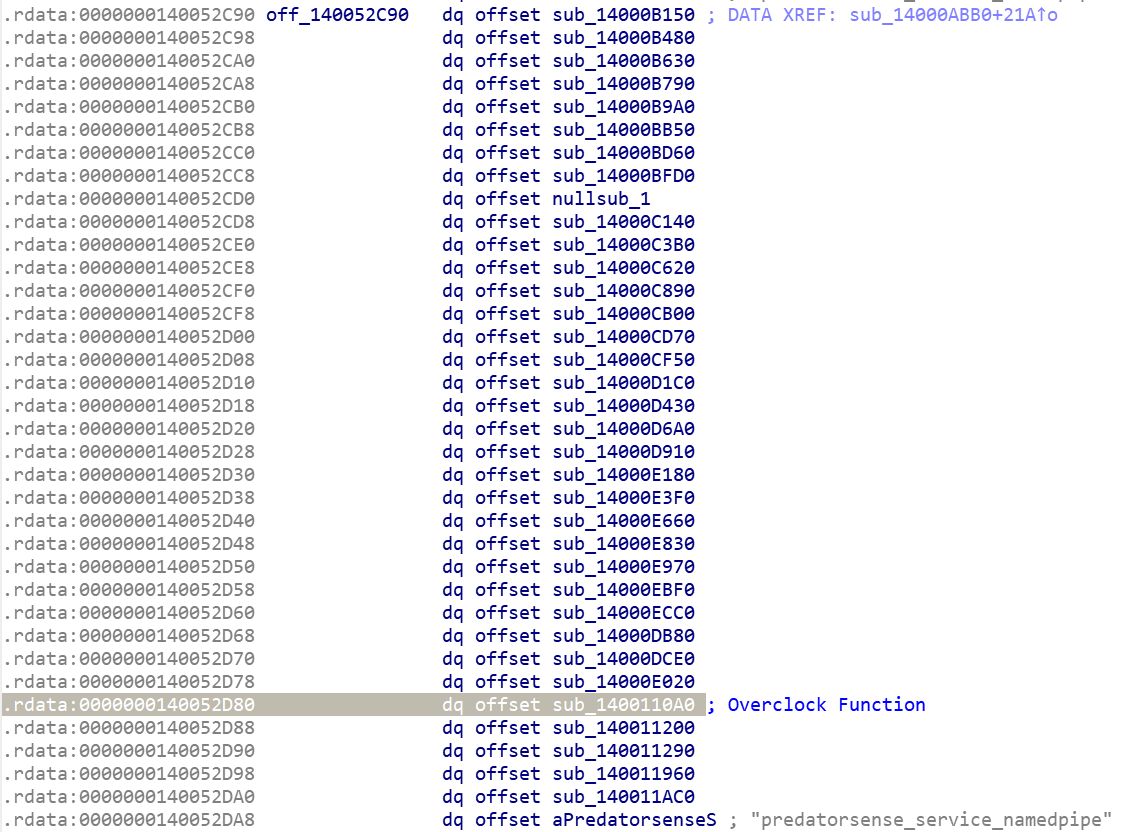 .rdata:0000000140052C90 off_140052C90 dq offset sub_14000B150 ; DATA XREF: sub_14000ABB0+21A↑o
.rdata:0000000140052C98 dq offset sub_14000B480
.rdata:0000000140052CA0 dq offset sub_14000B630
.rdata:0000000140052CA8 dq offset sub_14000B790
.rdata:0000000140052CB0 dq offset sub_14000B9A0
.rdata:0000000140052CB8 dq offset sub_14000BB50
.rdata:0000000140052CC0 dq offset sub_14000BD60
.rdata:0000000140052CC8 dq offset sub_14000BFD0
.rdata:0000000140052CD0 dq offset nullsub_1
.rdata:0000000140052CD8 dq offset sub_14000C140
.rdata:0000000140052CE0 dq offset sub_14000C3B0
.rdata:0000000140052CE8 dq offset sub_14000C620
.rdata:0000000140052CF0 dq offset sub_14000C890
.rdata:0000000140052CF8 dq offset sub_14000CB00
.rdata:0000000140052D00 dq offset sub_14000CD70
.rdata:0000000140052D08 dq offset sub_14000CF50
.rdata:0000000140052D10 dq offset sub_14000D1C0
.rdata:0000000140052D18 dq offset sub_14000D430
.rdata:0000000140052D20 dq offset sub_14000D6A0
.rdata:0000000140052D28 dq offset sub_14000D910
.rdata:0000000140052D30 dq offset sub_14000E180
.rdata:0000000140052D38 dq offset sub_14000E3F0
.rdata:0000000140052D40 dq offset sub_14000E660
.rdata:0000000140052D48 dq offset sub_14000E830
.rdata:0000000140052D50 dq offset sub_14000E970
.rdata:0000000140052D58 dq offset sub_14000EBF0
.rdata:0000000140052D60 dq offset sub_14000ECC0
.rdata:0000000140052D68 dq offset sub_14000DB80
.rdata:0000000140052D70 dq offset sub_14000DCE0
.rdata:0000000140052D78 dq offset sub_14000E020
.rdata:0000000140052D80 dq offset sub_1400110A0 ; Overclock Function
.rdata:0000000140052D88 dq offset sub_140011200
.rdata:0000000140052D90 dq offset sub_140011290
.rdata:0000000140052D98 dq offset sub_140011960
.rdata:0000000140052DA0 dq offset sub_140011AC0
.rdata:0000000140052DA8 dq offset aPredatorsenseS ; "predatorsense_service_namedpipe"